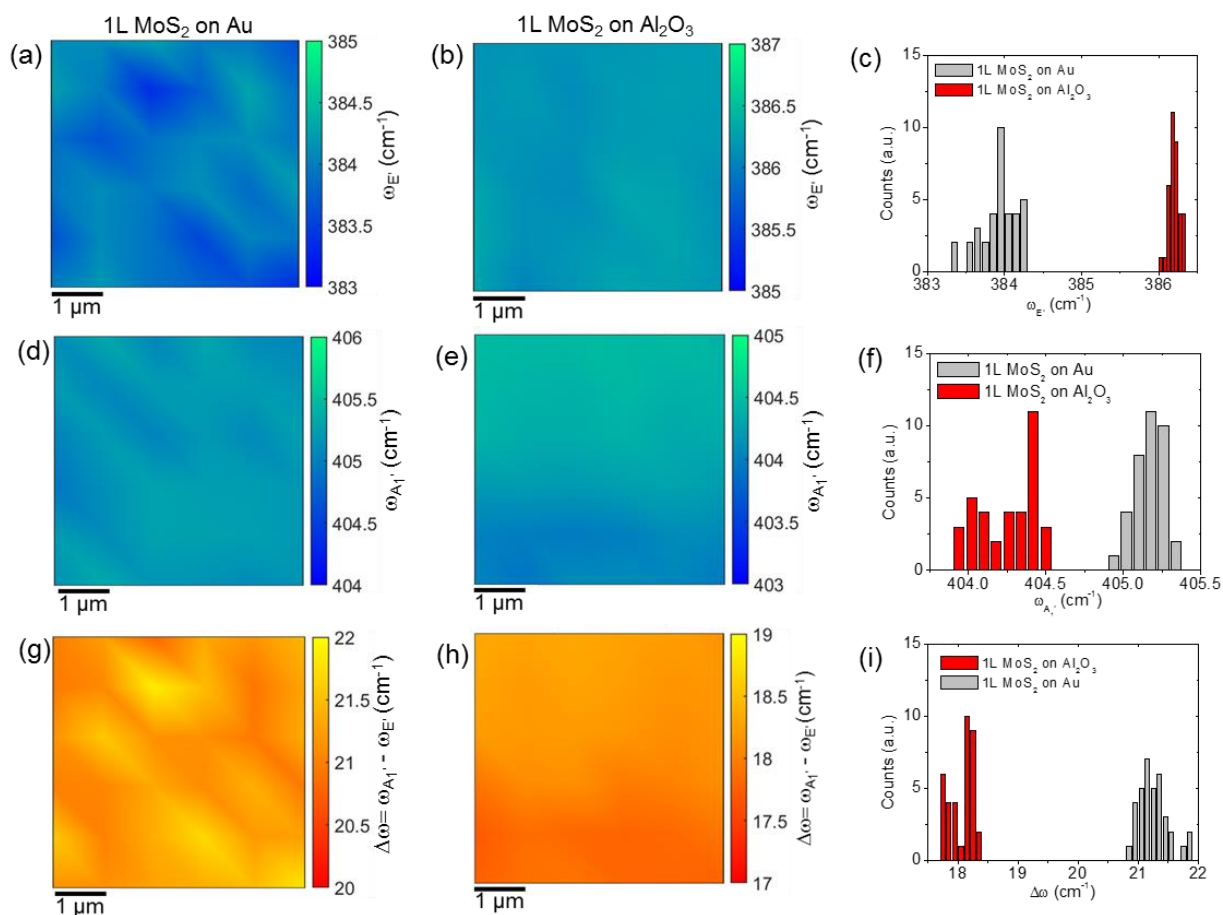 1L MoS₂ on Au
1L MoS₂ on Al₂O₃
(a)
385
384.5
384
383.5
383
ωE' (cm⁻¹)
1 µm
(b)
387
386.5
386
385.5
385
ωE' (cm⁻¹)
1 µm
(c)
1L MoS₂ on Au
1L MoS₂ on Al₂O₃
Counts (a.u.)
15
10
5
0
383 384 385 386
ωE' (cm⁻¹)
(d)
406
405.5
405
404.5
404
ωA1' (cm⁻¹)
1 µm
(e)
405
404.5
404
403.5
403
ωA1' (cm⁻¹)
1 µm
(f)
1L MoS₂ on Au
1L MoS₂ on Al₂O₃
Counts (a.u.)
15
10
5
0
404.0 404.5 405.0 405.5
ωA₁' (cm⁻¹)
(g)
22
21.5
21
20.5
20
Δω= ωA1' - ωE' (cm⁻¹)
1 µm
(h)
19
18.5
18
17.5
17
Δω= ωA1' - ωE' (cm⁻¹)
1 µm
(i)
1L MoS₂ on Al₂O₃
1L MoS₂ on Au
Counts (a.u.)
15
10
5
0
18 19 20 21 22
Δω (cm⁻¹)